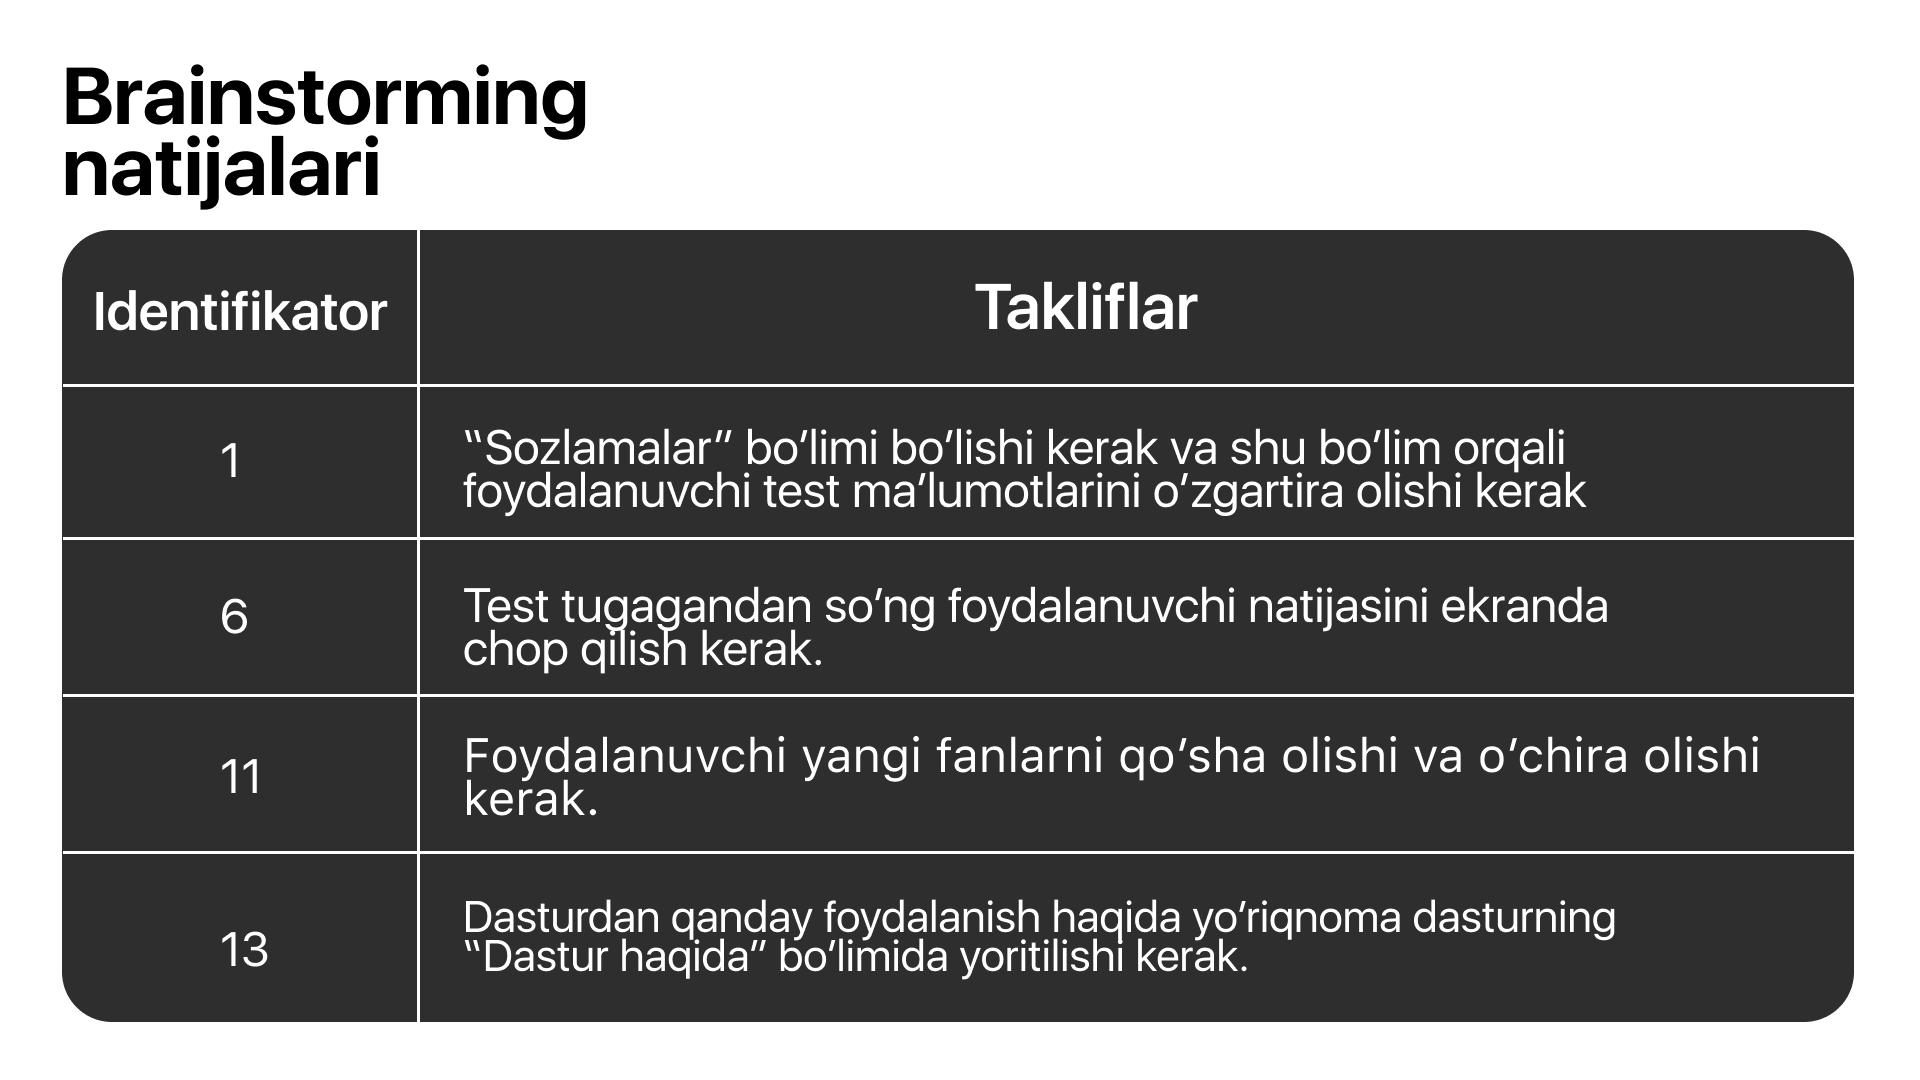 Brainstorming
natijalari
Identifikator
Takliflar
1
“Sozlamalar” bo‘limi bo‘lishi kerak va shu bo‘lim orqali
foydalanuvchi test ma’lumotlarini o‘zgartira olishi kerak
6
Test tugagandan so‘ng foydalanuvchi natijasini ekranda
chop qilish kerak.
11
Foydalanuvchi yangi fanlarni qo‘sha olishi va o‘chira olishi
kerak.
13
Dasturdan qanday foydalanish haqida yo‘riqnoma dasturning
“Dastur haqida” bo‘limida yoritilishi kerak.